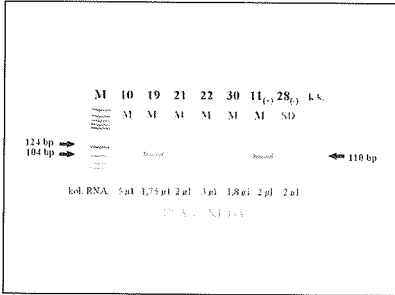 M 10 19 21 22 30 11(-) 28(-) k.k.
M M M M M M SD
124 bp
104 bp
110 bp
kol. RNA 5 µl 1,75 µl 2 µl 3 µl 1,8 µl 2 µl 2 µl